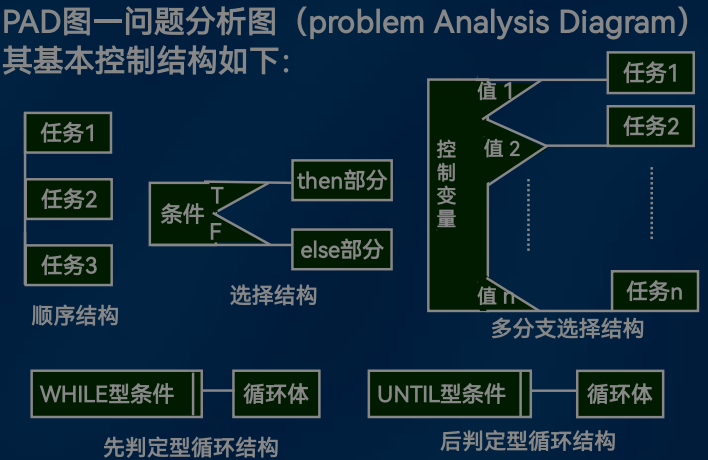 PAD图一问题分析图（problem Analysis Diagram）
其基本控制结构如下：
任务1
任务2
任务3
顺序结构
条件
T
F
then部分
else部分
选择结构
控制变量
值 1
值 2
值 n
任务1
任务2
任务n
多分支选择结构
WHILE型条件
循环体
先判定型循环结构
UNTIL型条件
循环体
后判定型循环结构